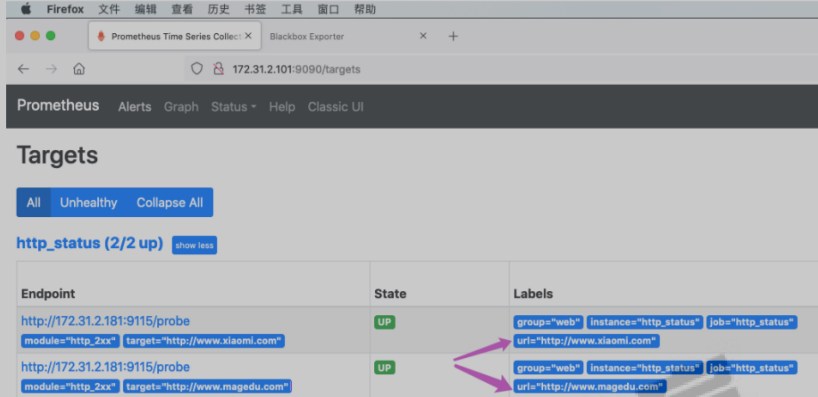 Firefox 文件 编辑 查看 历史 书签 工具 窗口 帮助
Prometheus Time Series Collect × Blackbox Exporter × +
172.31.2.101:9090/targets
Prometheus Alerts Graph Status Help Classic UI
Targets
All Unhealthy Collapse All
http_status (2/2 up) show less
Endpoint State Labels
http://172.31.2.181:9115/probe UP group="web" instance="http_status" job="http_status"
module="http_2xx" target="http://www.xiaomi.com" url="http://www.xiaomi.com"
http://172.31.2.181:9115/probe UP group="web" instance="http_status" job="http_status"
module="http_2xx" target="http://www.magedu.com" url="http://www.magedu.com"